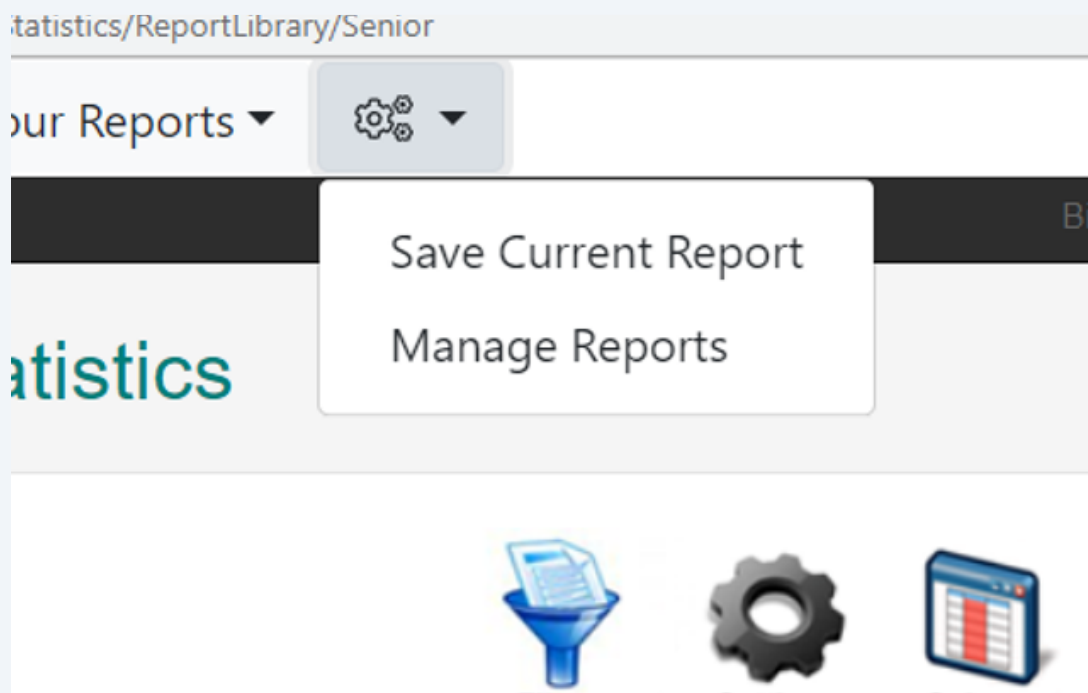 tatistics/ReportLibrary/Senior
our Reports
Save Current Report
Manage Reports
atistics